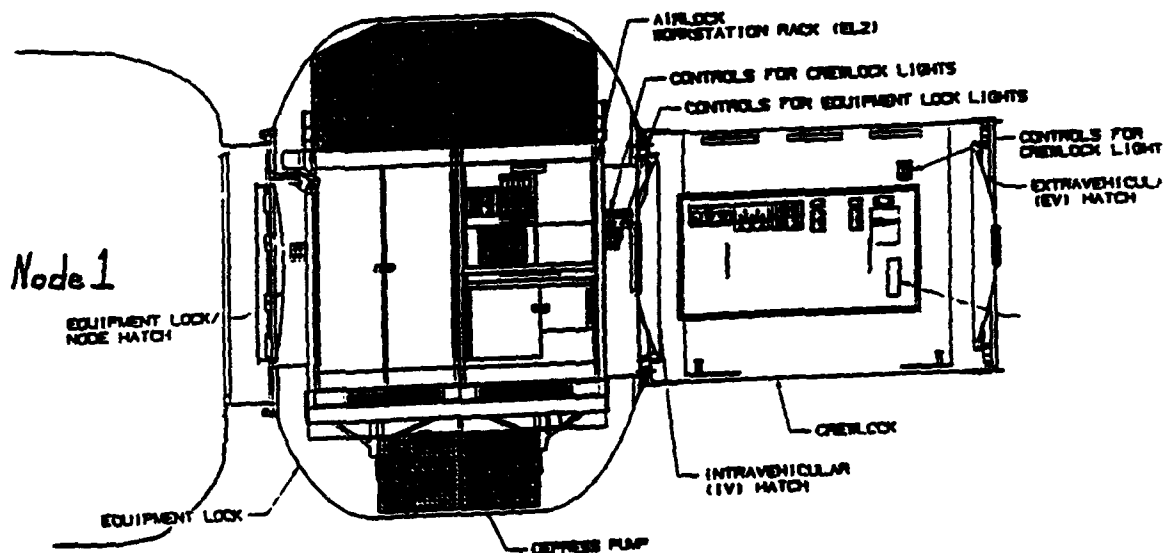 AIRLOCK
WORKSTATION RACK (EL2)
CONTROLS FOR CREWLOCK LIGHTS
CONTROLS FOR EQUIPMENT LOCK LIGHTS
CONTROLS FOR
CREWLOCK LIGHT
EXTRAVEHICULA
(EV) HATCH
Node 1
EQUIPMENT LOCK/
NODE HATCH
CREWLOCK
INTRAVEHICULAR
(IV) HATCH
EQUIPMENT LOCK
DEPRESS PUMP